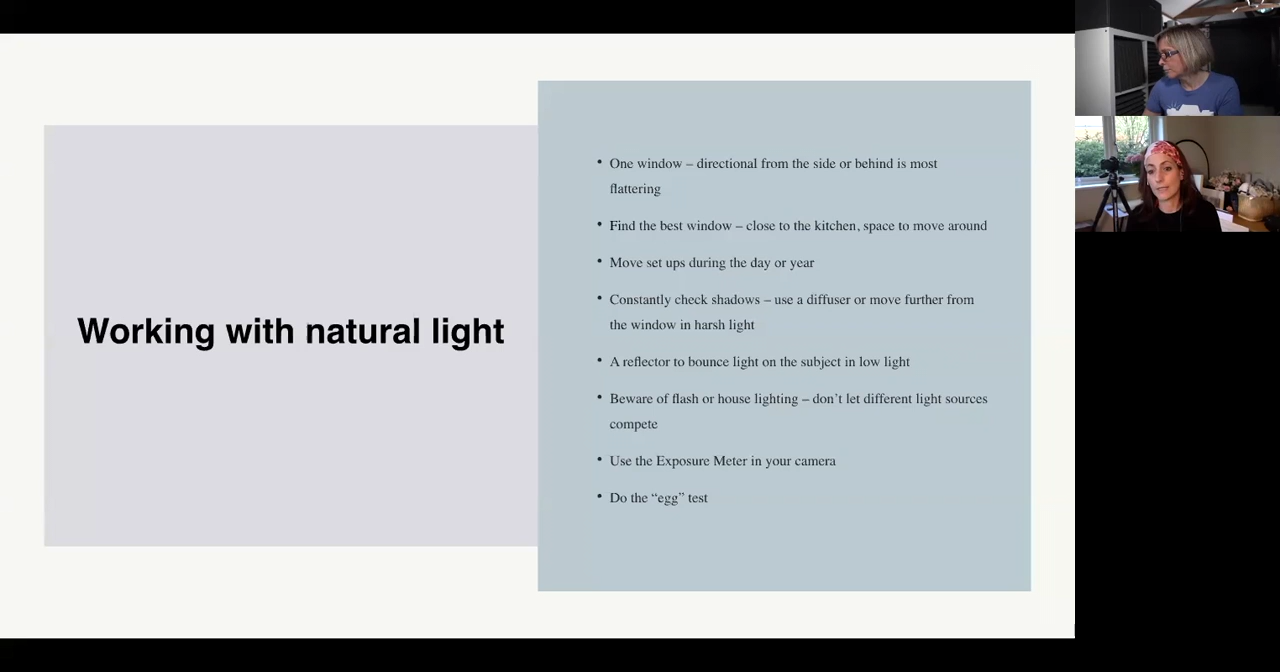 Working with natural light
• One window – directional from the side or behind is most
flattering
• Find the best window – close to the kitchen, space to move around
• Move set ups during the day or year
• Constantly check shadows – use a diffuser or move further from
the window in harsh light
• A reflector to bounce light on the subject in low light
• Beware of flash or house lighting – don’t let different light sources
compete
• Use the Exposure Meter in your camera
• Do the “egg” test